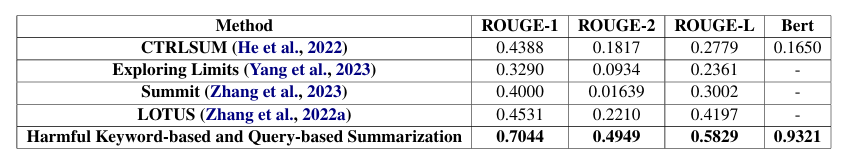 Method ROUGE-1 ROUGE-2 ROUGE-L Bert
CTRLSUM (He et al., 2022) 0.4388 0.1817 0.2779 0.1650
Exploring Limits (Yang et al., 2023) 0.3290 0.0934 0.2361 -
Summit (Zhang et al., 2023) 0.4000 0.01639 0.3002 -
LOTUS (Zhang et al., 2022a) 0.4531 0.2210 0.4197 -
Harmful Keyword-based and Query-based Summarization 0.7044 0.4949 0.5829 0.9321